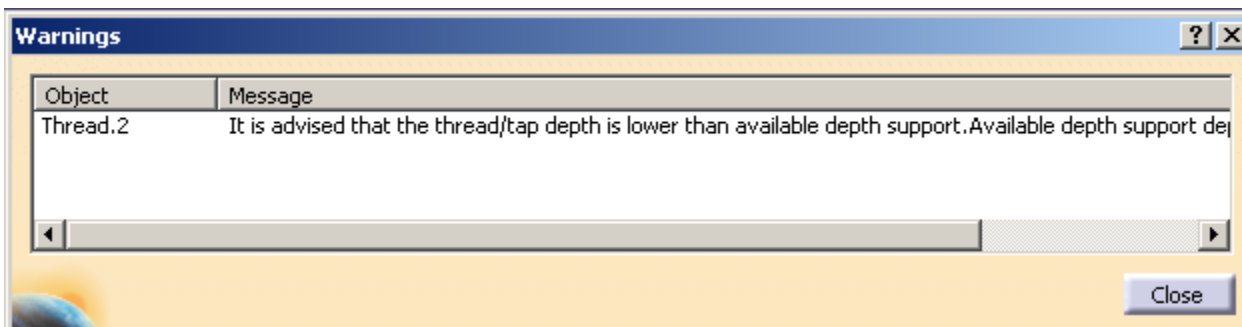 Warnings
Object Message
Thread.2 It is advised that the thread/tap depth is lower than available depth support.Available depth support
Close